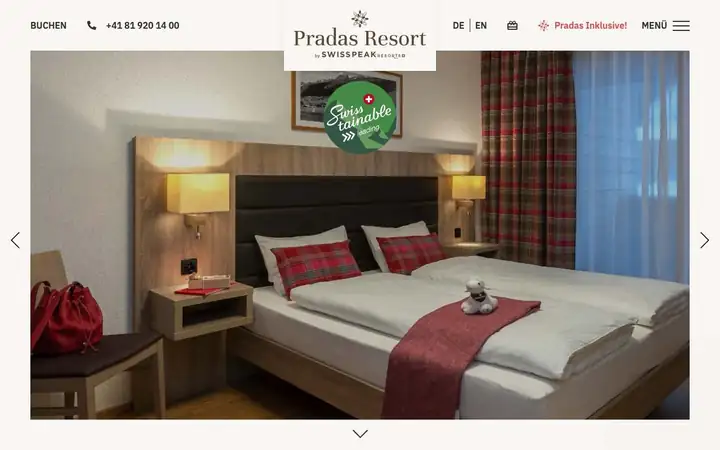 BUCHEN
+41 81 920 14 00
Pradas Resort
by SWISSPEAK RESORTS
DE | EN
Pradas Inklusive!
MENÜ
Swiss
tainable
leading